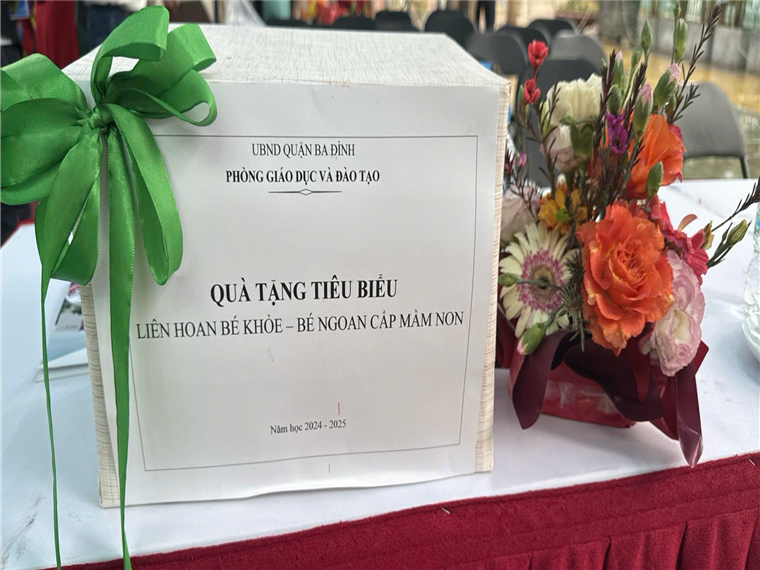 UBND QUẬN BA ĐÌNH
PHÒNG GIÁO DỤC VÀ ĐÀO TẠO
QUÀ TẶNG TIÊU BIỂU
LIÊN HOAN BÉ KHỎE – BÉ NGOAN CẤP MẦM NON
Năm học 2024 - 2025